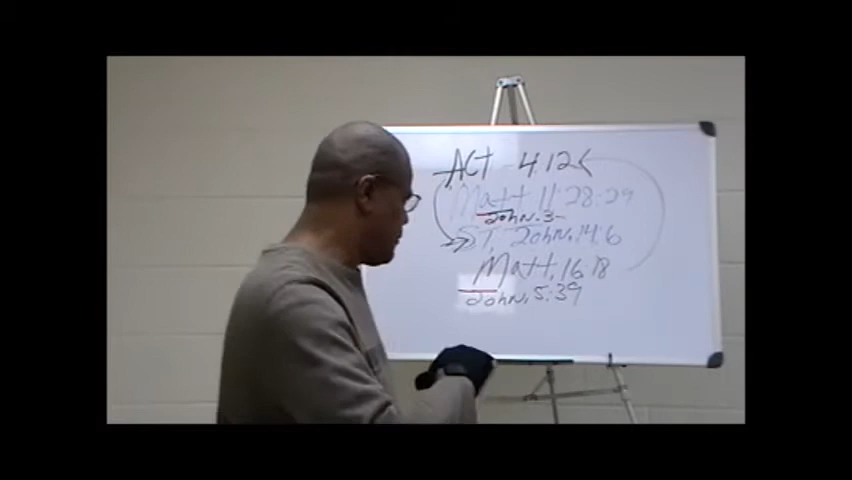 ACT - 4.12
Matt 11:28:29
JohN. 3-
ST. JohN. 14:6
Matt. 16.18
JohN. 5:39